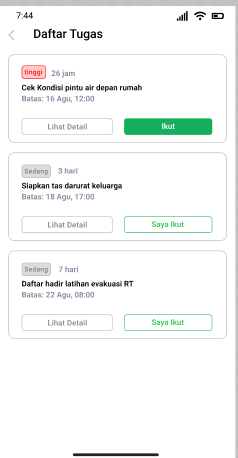 7:44
Daftar Tugas
tinggi 26 jam
Cek Kondisi pintu air depan rumah
Batas: 16 Agu, 12:00
Lihat Detail Ikut
Sedang 3 hari
Siapkan tas darurat keluarga
Batas: 18 Agu, 17:00
Lihat Detail Saya Ikut
Sedang 7 hari
Daftar hadir latihan evakuasi RT
Batas: 22 Agu, 08:00
Lihat Detail Saya Ikut